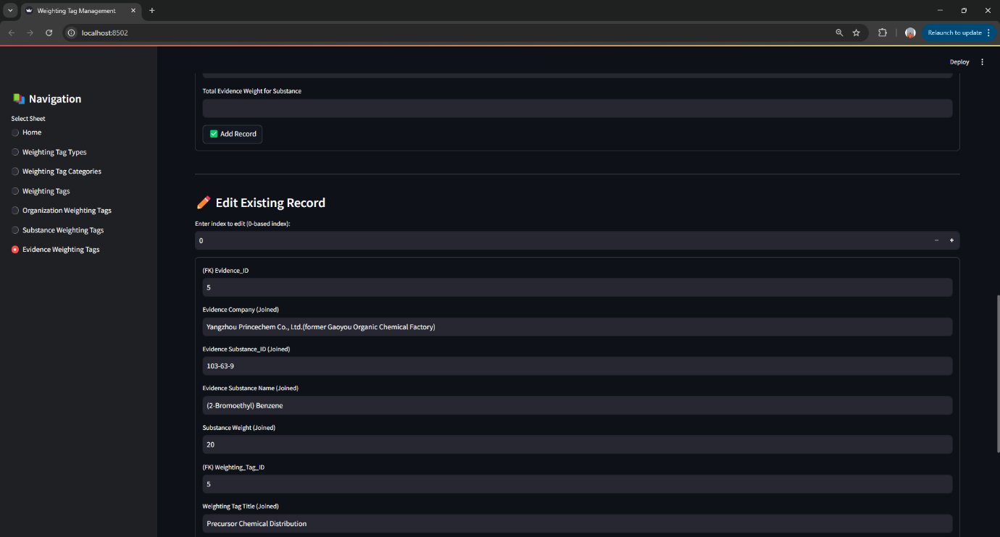 Weighting Tag Management
localhost:8502
Relaunch to update
Deploy
Navigation
Select Sheet
Home
Weighting Tag Types
Weighting Tag Categories
Weighting Tags
Organization Weighting Tags
Substance Weighting Tags
Evidence Weighting Tags
Total Evidence Weight for Substance
Add Record
Edit Existing Record
Enter index to edit (0-based index):
0
(FK) Evidence_ID
5
Evidence Company (Joined)
Yangzhou Princechem Co., Ltd.(former Gaoyou Organic Chemical Factory)
Evidence Substance_ID (Joined)
103-63-9
Evidence Substance Name (Joined)
(2-Bromoethyl) Benzene
Substance Weight (Joined)
20
(FK) Weighting_Tag_ID
5
Weighting Tag Title (Joined)
Precursor Chemical Distribution